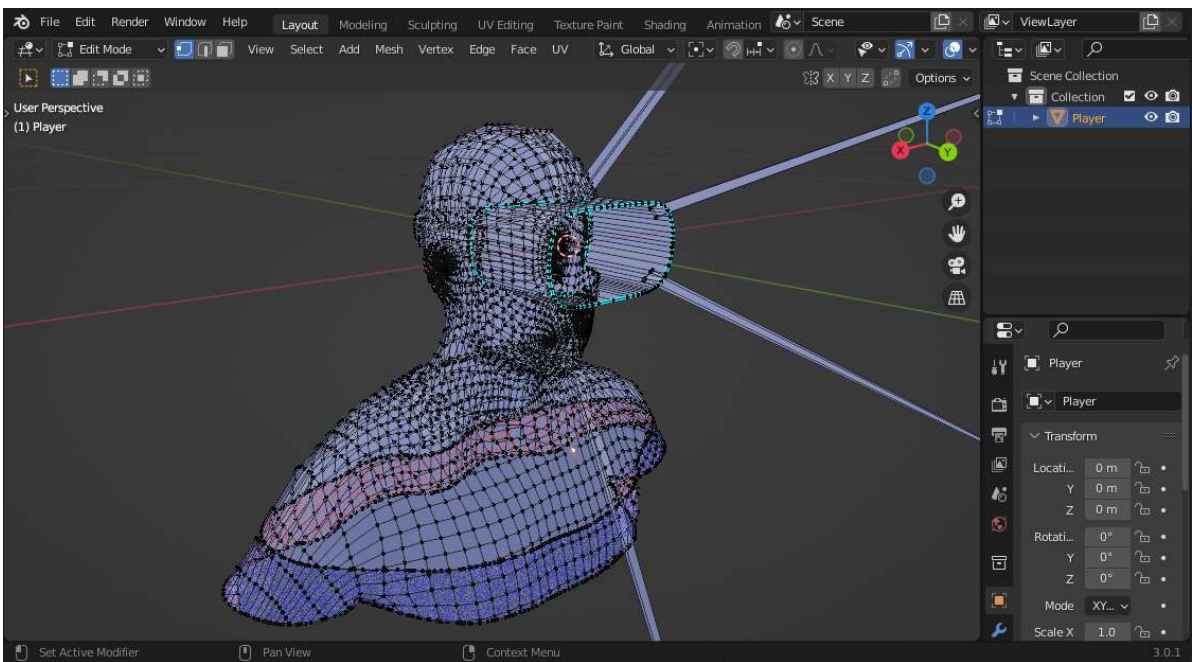 File Edit Render Window Help Layout Modeling Sculpting UV Editing Texture Paint Shading Animation Scene ViewLayer
Edit Mode View Select Add Mesh Vertex Edge Face UV Global
X Y Z Options
User Perspective
(1) Player
Z
X
Y
Scene Collection
Collection
Player
Player
Player
Transform
Locati... 0 m
Y 0 m
Z 0 m
Rotati... 0°
Y 0°
Z 0°
Mode XY...
Scale X 1.0
Set Active Modifier Pan View Context Menu 3.0.1